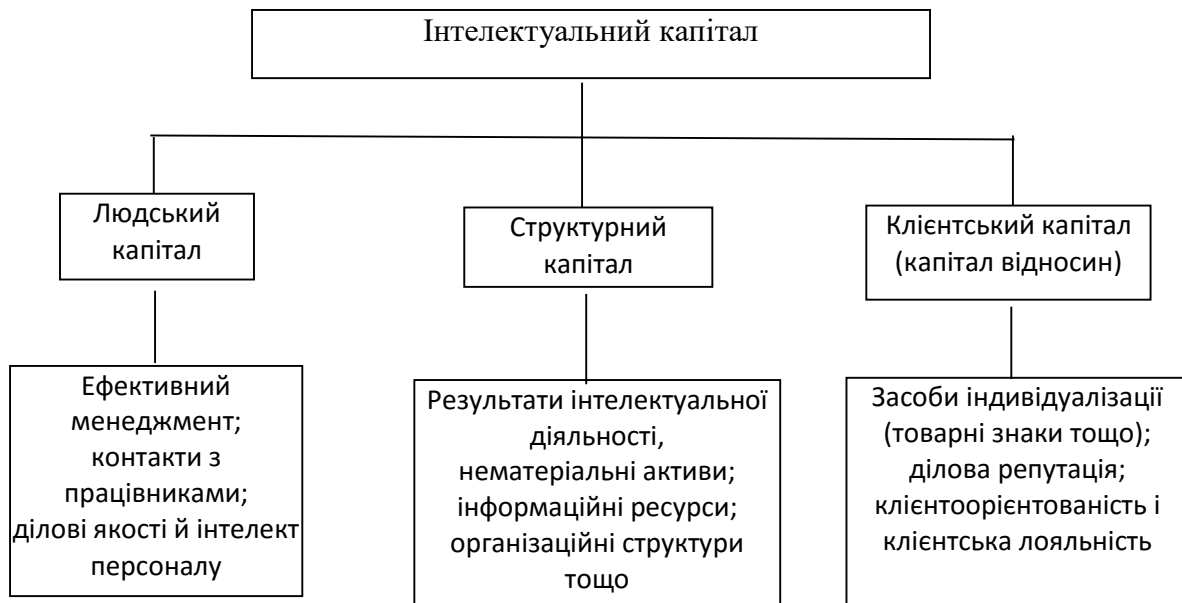 Інтелектуальний капітал
Людський
капітал
Структурний
капітал
Клієнтський капітал
(капітал відносин)
Ефективний
менеджмент;
контакти з
працівниками;
ділові якості й інтелект
персоналу
Результати інтелектуальної
діяльності,
нематеріальні активи;
інформаційні ресурси;
організаційні структури
тощо
Засоби індивідуалізації
(товарні знаки тощо);
ділова репутація;
клієнтоорієнтованість і
клієнтська лояльність